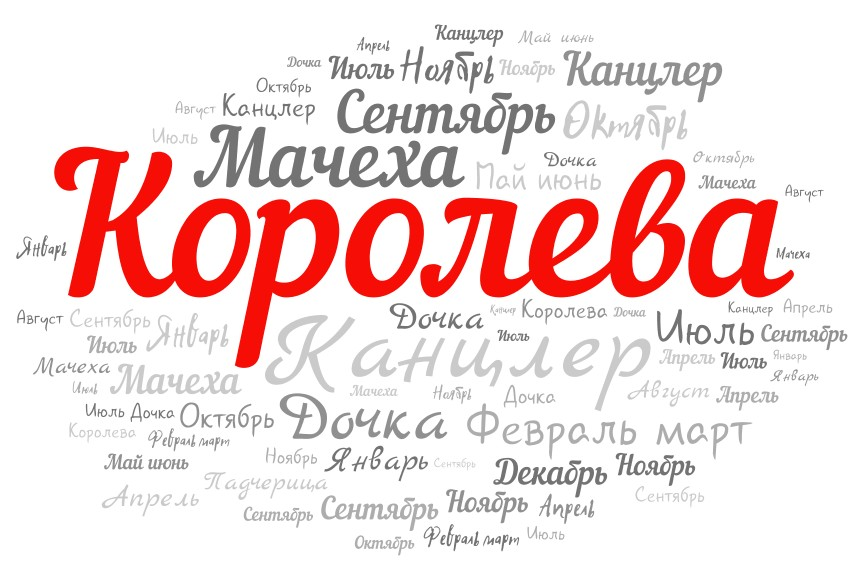 Канцлер Май июнь
Апрель
Дочка Июль Ноябрь Ноябрь Канцлер
Октябрь
Август Канцлер Сентябрь Октябрь
Июль Мачеха Май июнь Дочка Октябрь
Мачеха Август
Королева
Январь Мачеха
Август Сентябрь Январь Дочка Канцлер Королева Дочка Канцлер Апрель
Июль Канцлер Июль Июль Сентябрь
Мачеха Апрель Июль Январь
Январь
Июль Мачеха Мачеха Ноябрь Дочка Август Апрель
Июль Дочка Октябрь Дочка Февраль март
Королева Февраль март
Май июнь Ноябрь Январь Сентябрь Декабрь Ноябрь
Апрель Падчерица Сентябрь
Сентябрь Сентябрь Ноябрь Апрель
Октябрь Февраль март Июль